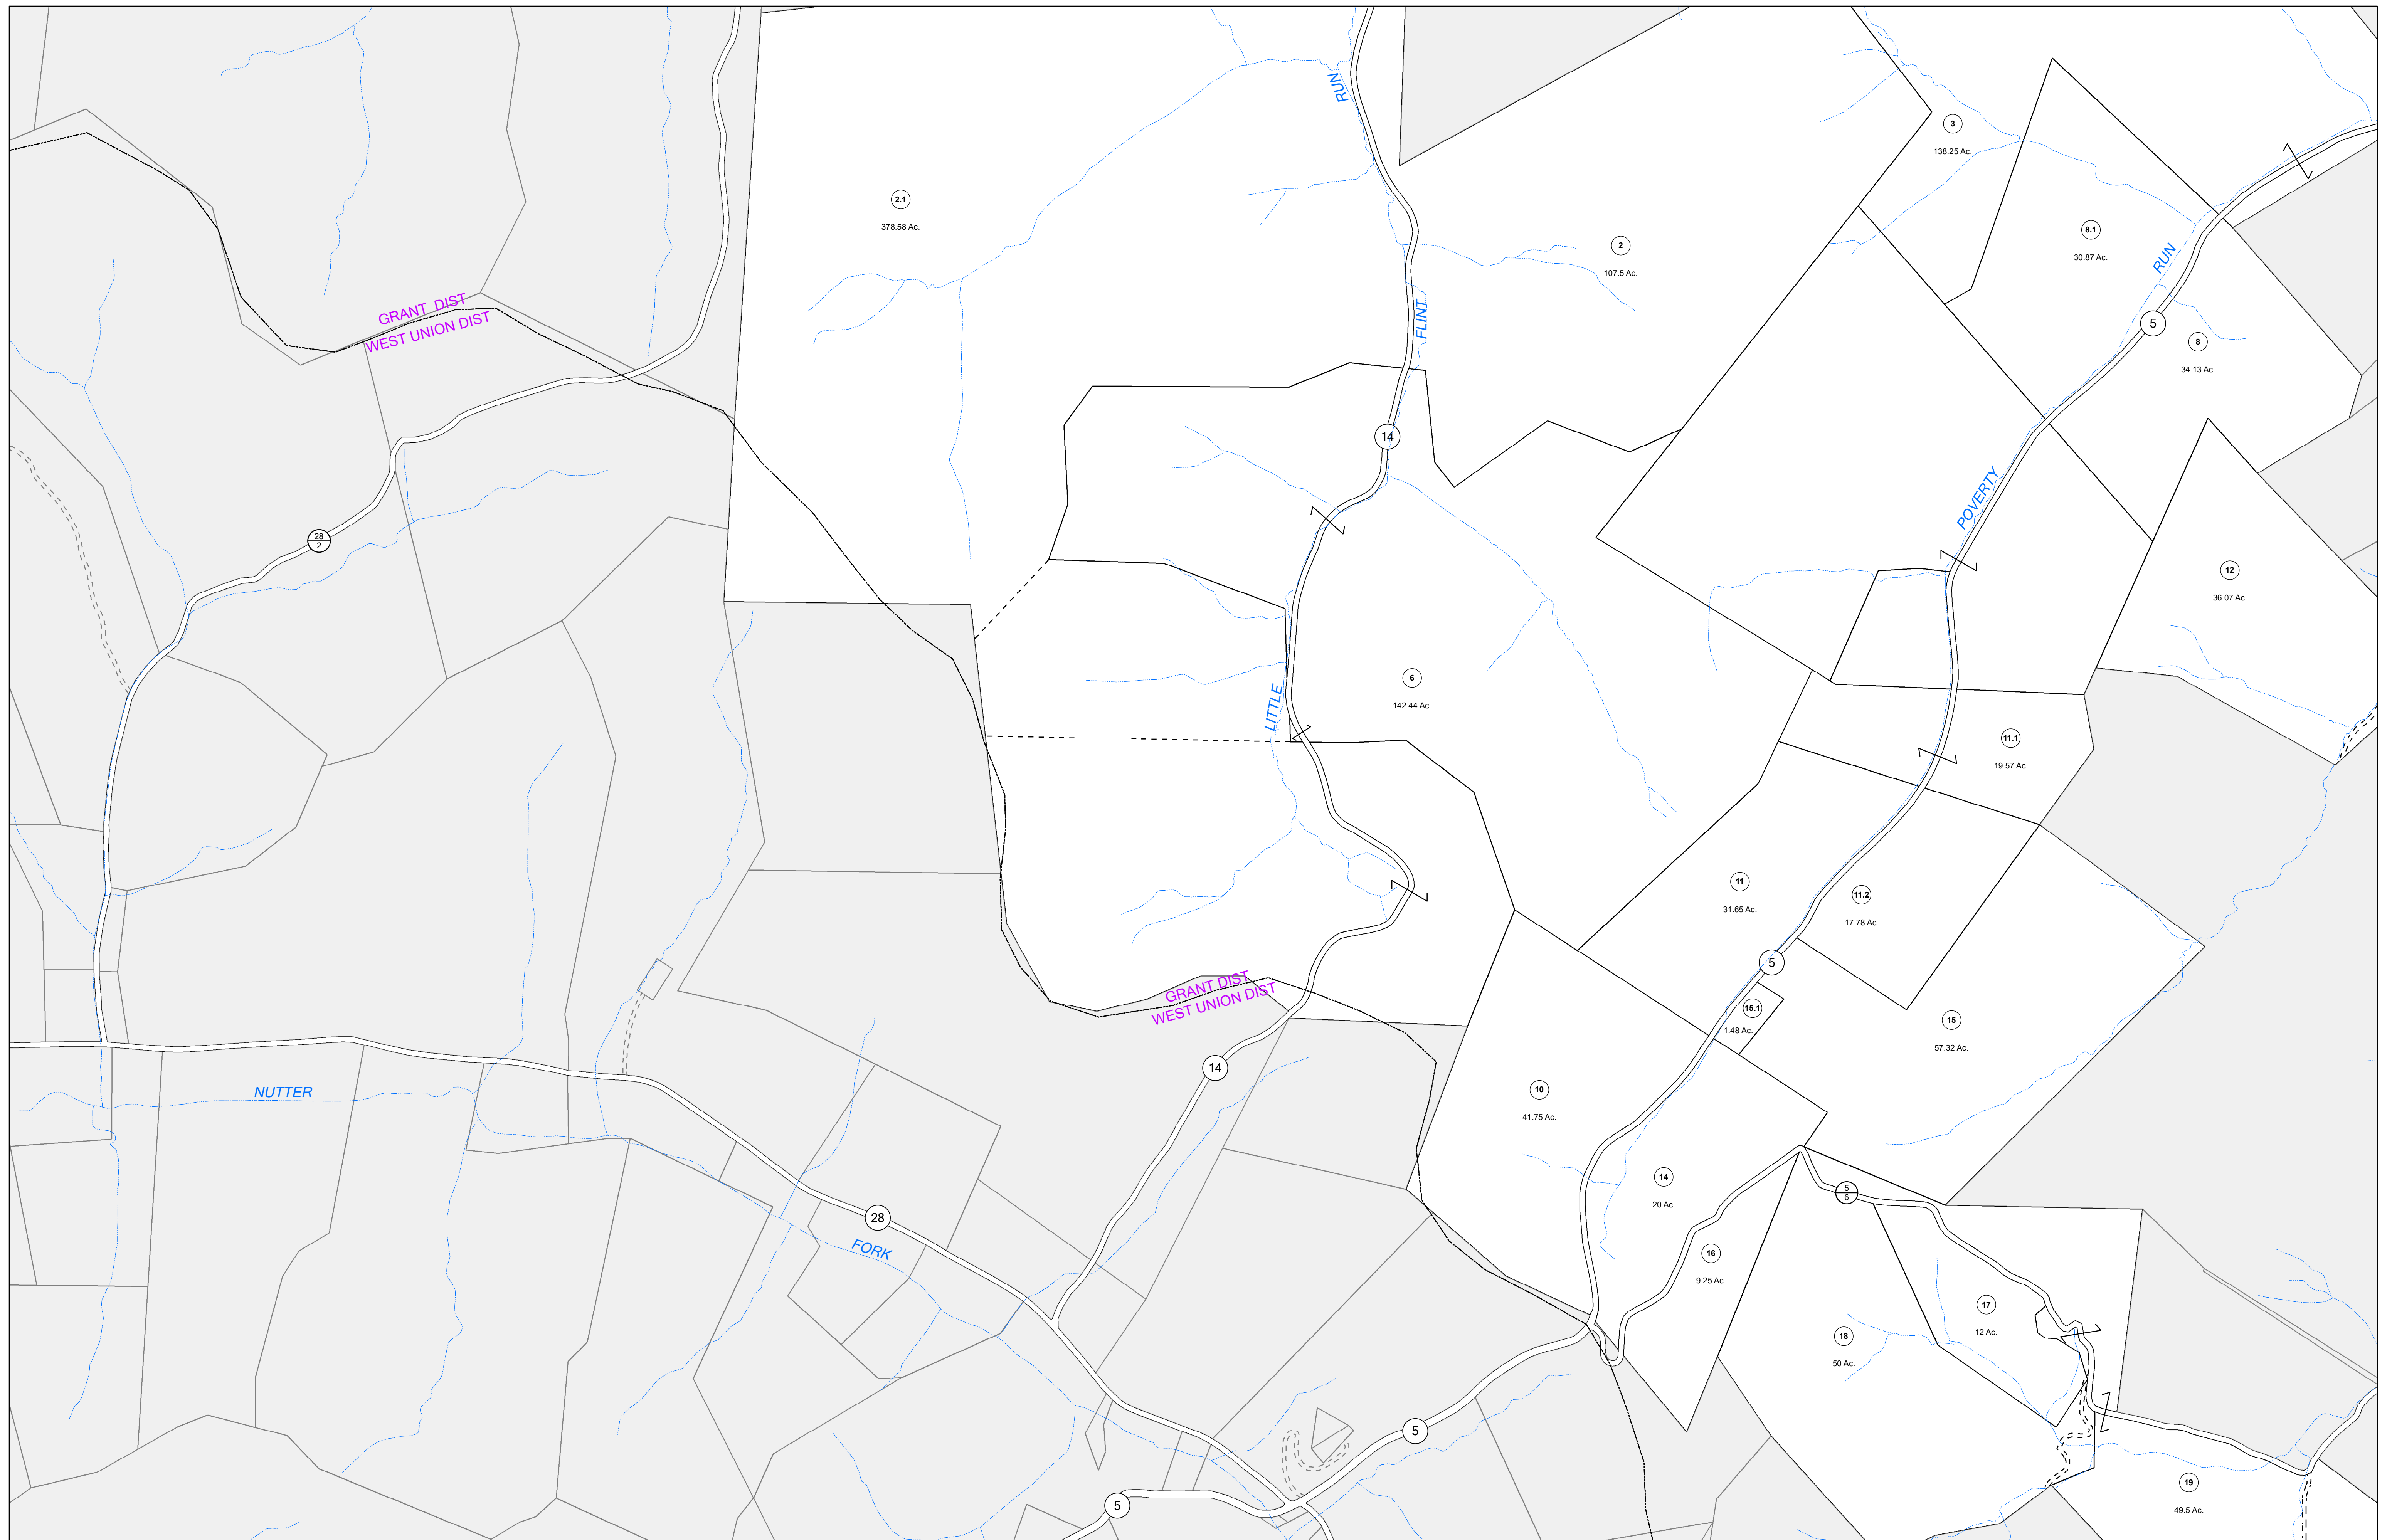 RUN
3
138.25 Ac.
2.1
378.58 Ac.
2
107.5 Ac.
8.1
30.87 Ac.
RUN
GRANT DIST
WEST UNION DIST
FLINT
5
8
34.13 Ac.
14
POVERTY
28
2
12
36.07 Ac.
6
142.44 Ac.
LITTLE
11.1
19.57 Ac.
11
31.65 Ac.
11.2
17.78 Ac.
5
GRANT DIST
WEST UNION DIST
15.1
1.48 Ac.
15
57.32 Ac.
14
NUTTER
10
41.75 Ac.
14
20 Ac.
5
6
28
FORK
16
9.25 Ac.
17
12 Ac.
18
50 Ac.
5
19
49.5 Ac.
5